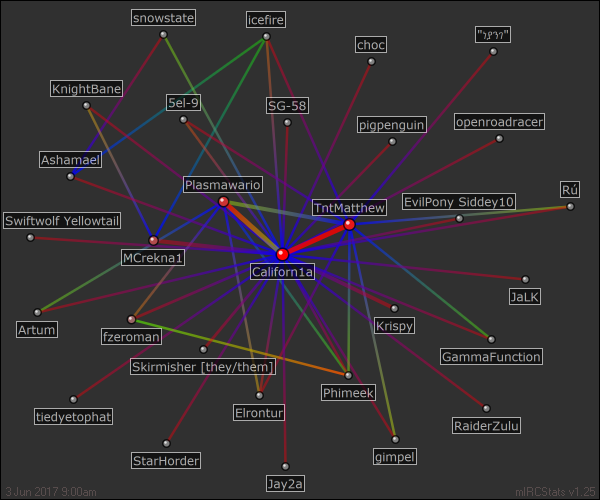 snowstate
icefire
choc
KnightBane
5el-9
SG-58
pigpenguin
openroadracer
Ashamael
Plasmawario
TntMatthew
EvilPony Siddey10
Rú
Swiftwolf Yellowtail
MCrekna1
Californ1a
JaLK
Artum
fzeroman
Krispy
GammaFunction
Skirmisher [they/them]
Phimeek
tiedyetophat
Elrontur
RaiderZulu
StarHorder
gimpel
Jay2a
3 Jun 2017 9:00am
mIRCStats v1.25